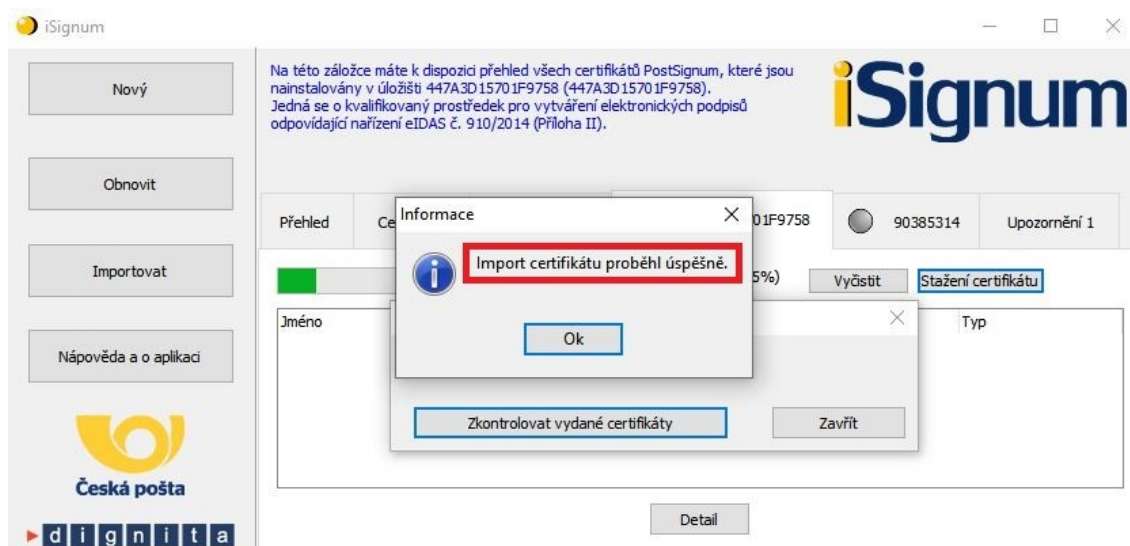 iSignum
Nový
Obnovit
Importovat
Nápověda a o aplikaci
Česká pošta
dignita
Na této záložce máte k dispozici přehled všech certifikátů PostSignum, které jsou
nainstalovány v úložišti 447A3D15701F9758 (447A3D15701F9758).
Jedná se o kvalifikovaný prostředek pro vytváření elektronických podpisů
odpovídající nařízení eIDAS č. 910/2014 (Příloha II).
iSignum
Přehled
Ce
701F9758
90385314
Upozornění 1
Informace
Import certifikátu proběhl úspěšně.
Ok
5%)
Vyčistit
Stažení certifikátu
Jméno
Typ
Zkontrolovat vydané certifikáty
Zavřít
Detail